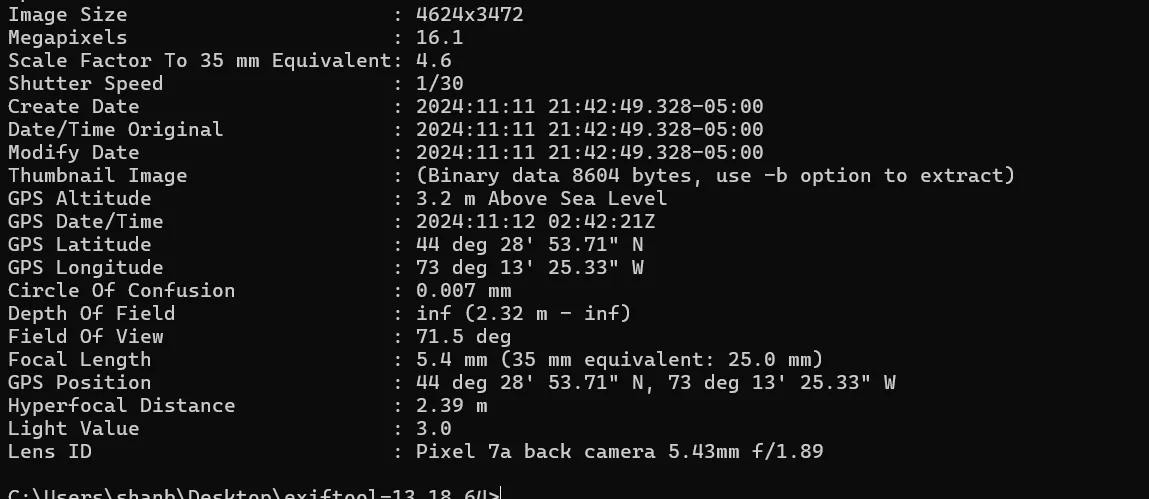 Image Size                      : 4624x3472
Megapixels                      : 16.1
Scale Factor To 35 mm Equivalent: 4.6
Shutter Speed                   : 1/30
Create Date                     : 2024:11:11 21:42:49.328-05:00
Date/Time Original              : 2024:11:11 21:42:49.328-05:00
Modify Date                     : 2024:11:11 21:42:49.328-05:00
Thumbnail Image                 : (Binary data 8604 bytes, use -b option to extract)
GPS Altitude                    : 3.2 m Above Sea Level
GPS Date/Time                   : 2024:11:12 02:42:21Z
GPS Latitude                    : 44 deg 28' 53.71" N
GPS Longitude                   : 73 deg 13' 25.33" W
Circle Of Confusion             : 0.007 mm
Depth Of Field                  : inf (2.32 m - inf)
Field Of View                   : 71.5 deg
Focal Length                    : 5.4 mm (35 mm equivalent: 25.0 mm)
GPS Position                    : 44 deg 28' 53.71" N, 73 deg 13' 25.33" W
Hyperfocal Distance             : 2.39 m
Light Value                     : 3.0
Lens ID                         : Pixel 7a back camera 5.43mm f/1.89
C:\Users\shanb\Desktop\exiftool-13.18_64>